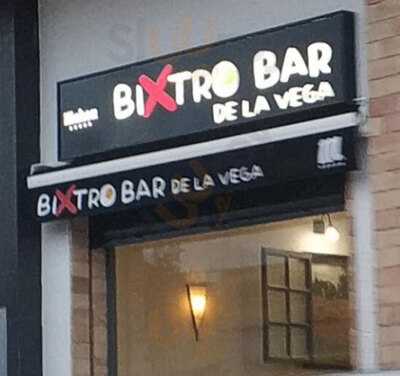 BIXTRO BAR
DE LA VEGA
BIXTRO BAR DE LA VEGA